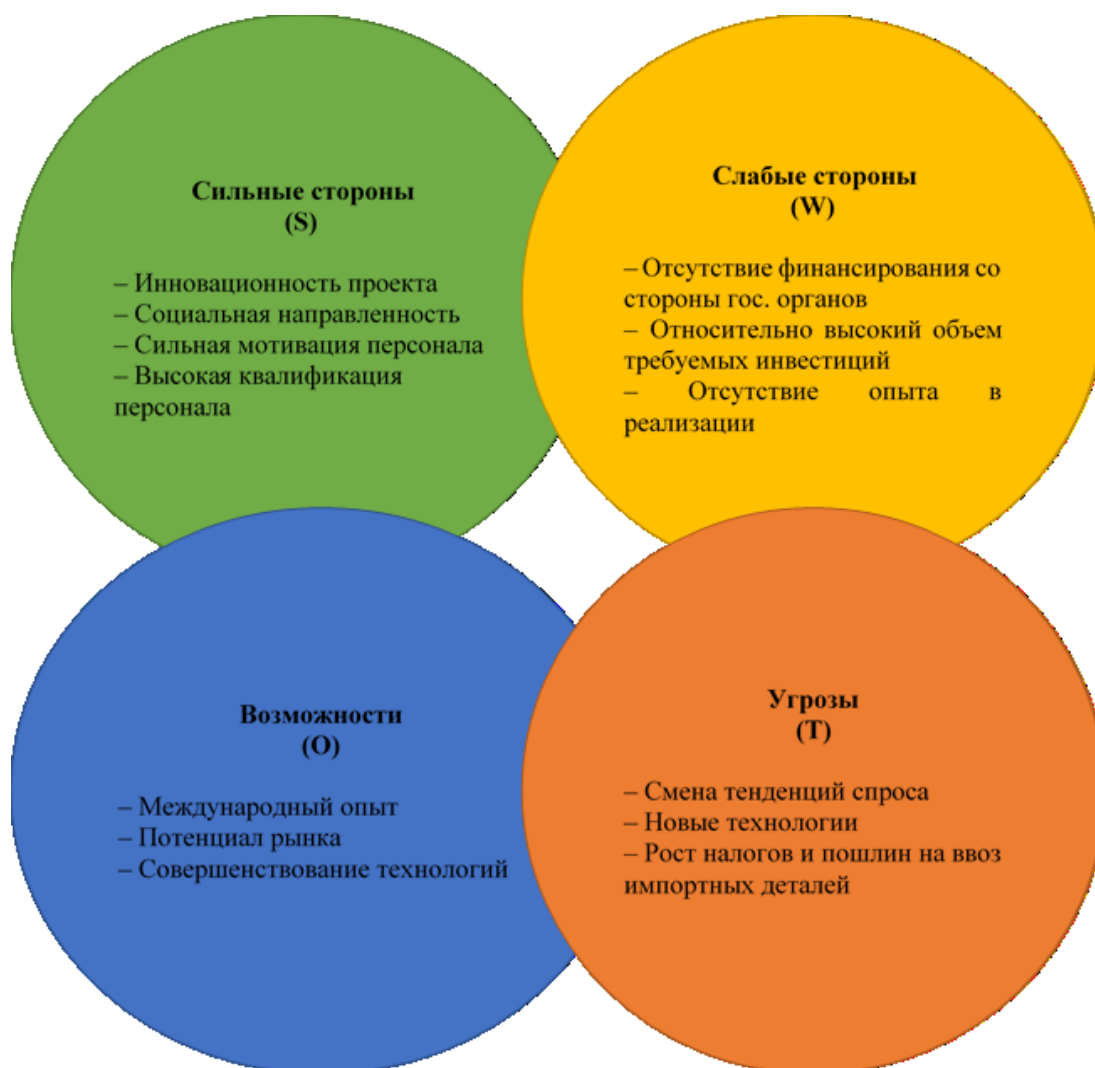 Сильные стороны
(S)
– Инновационность проекта
– Социальная направленность
– Сильная мотивация персонала
– Высокая квалификация
персонала
Слабые стороны
(W)
– Отсутствие финансирования со
стороны гос. органов
– Относительно высокий объем
требуемых инвестиций
– Отсутствие опыта в
реализации
Возможности
(O)
– Международный опыт
– Потенциал рынка
– Совершенствование технологий
Угрозы
(T)
– Смена тенденций спроса
– Новые технологии
– Рост налогов и пошлин на ввоз
импортных деталей